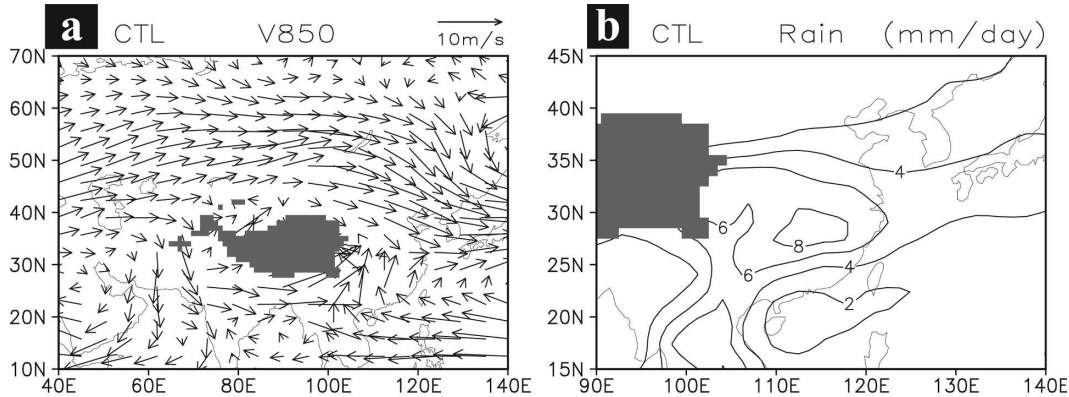 a CTL V850 10m/s
70N
60N
50N
40N
30N
20N
10N
40E 60E 80E 100E 120E 140E
b CTL Rain (mm/day)
45N
40N
35N
30N
25N
20N
15N
90E 100E 110E 120E 130E 140E
4
6
8
6
4
2